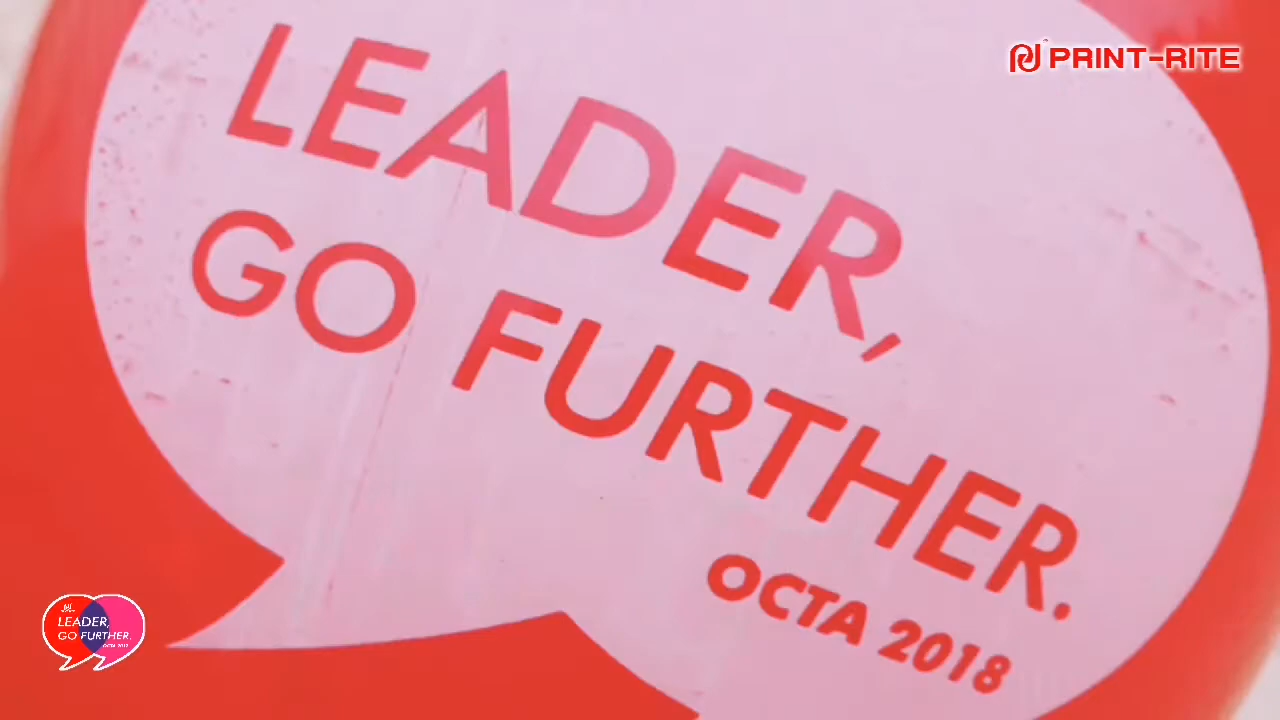 PRINT-RITE
LEADER,
GO FURTHER.
OCTA 2018
LEADER,
GO FURTHER.